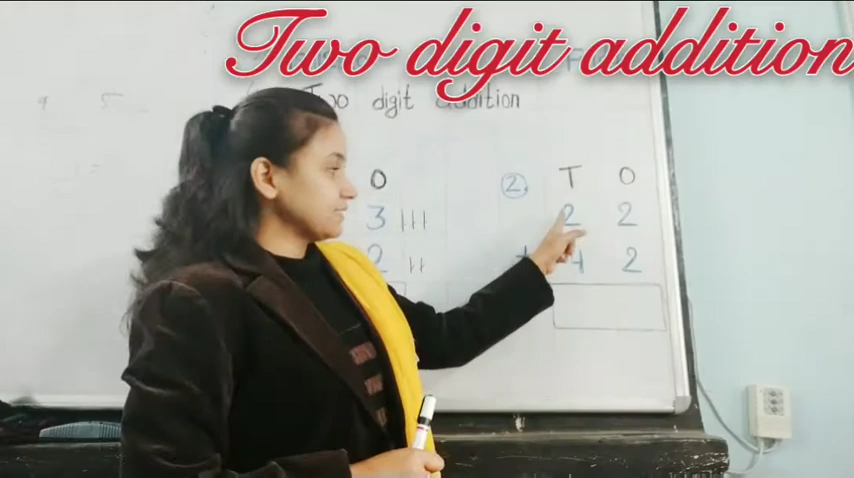 Two digit addition
Two digit addition
O ② T O
3 ||| 2 2
2 || + 4 2